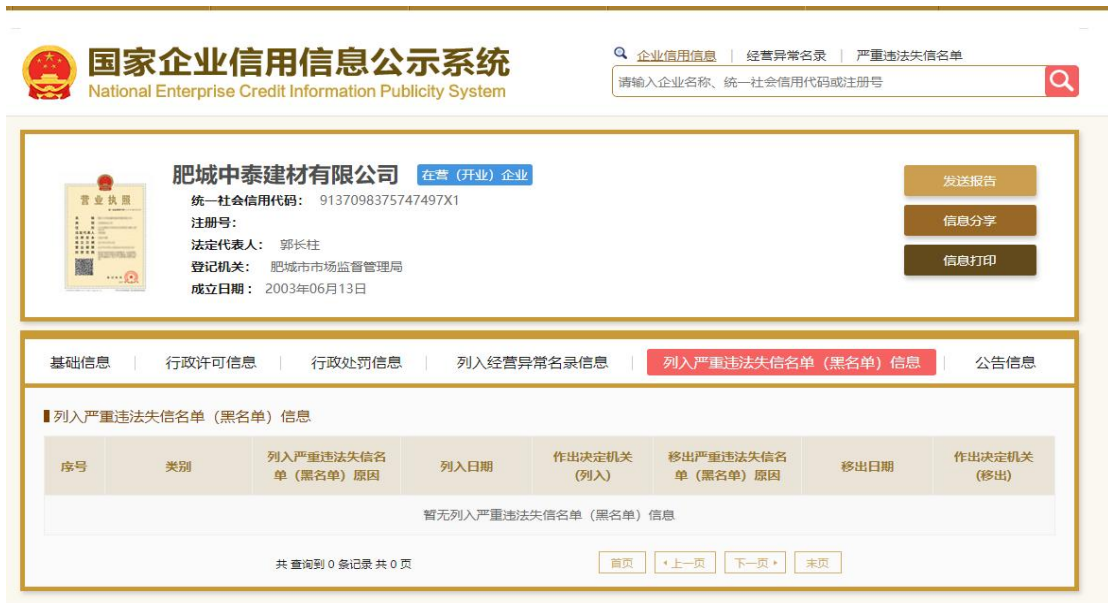 国家企业信用信息公示系统
National Enterprise Credit Information Publicity System
企业信用信息 | 经营异常名录 | 严重违法失信名单
请输入企业名称、统一社会信用代码或注册号
营业执照
肥城中泰建材有限公司 在营（开业）企业
统一社会信用代码： 9137098375747497X1
注册号：
法定代表人： 郭长柱
登记机关： 肥城市市场监督管理局
成立日期： 2003年06月13日
发送报告
信息分享
信息打印
基础信息 | 行政许可信息 | 行政处罚信息 | 列入经营异常名录信息 | 列入严重违法失信名单（黑名单）信息 | 公告信息
列入严重违法失信名单（黑名单）信息
序号
类别
列入严重违法失信名
单（黑名单）原因
列入日期
作出决定机关
(列入)
移出严重违法失信名
单（黑名单）原因
移出日期
作出决定机关
(移出)
暂无列入严重违法失信名单（黑名单）信息
共 查询到 0 条记录 共 0 页
首页 上一页 下一页 末页